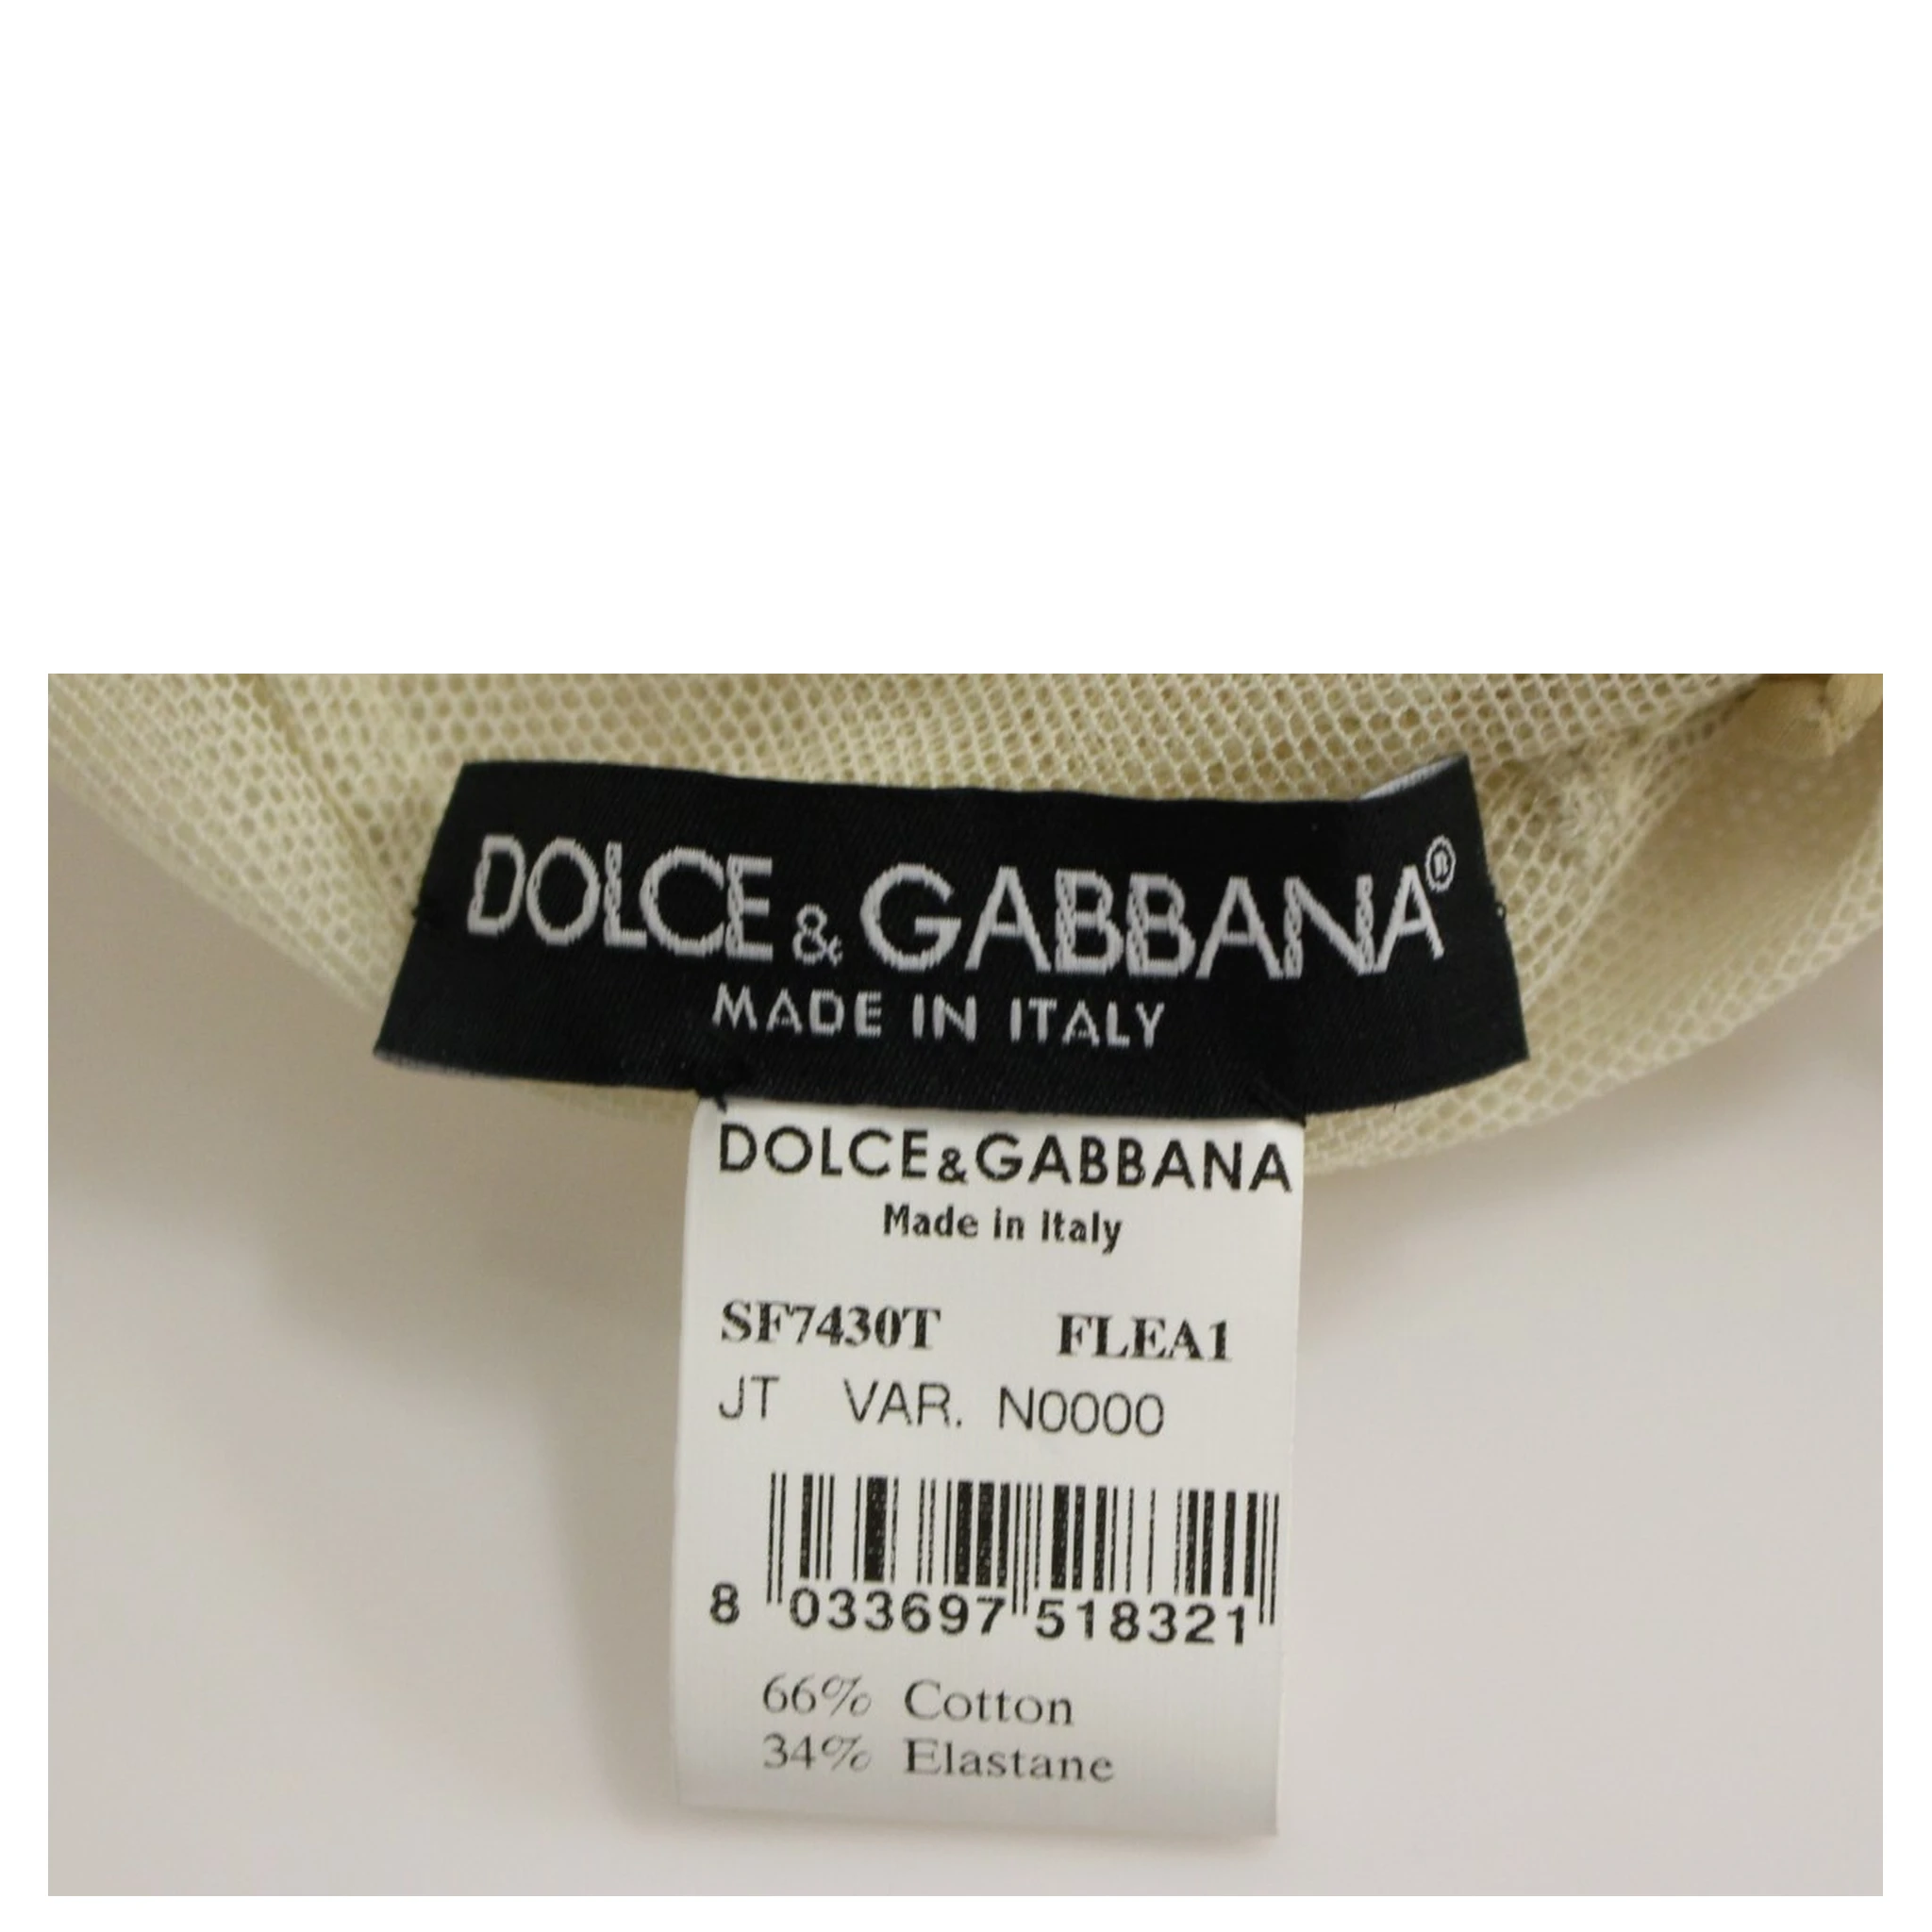 DOLCE & GABBANA®
MADE IN ITALY
DOLCE&GABBANA
Made in Italy
SF7430T FLEA1
JT VAR. N0000
8 033697 518321
66% Cotton
34% Elastane